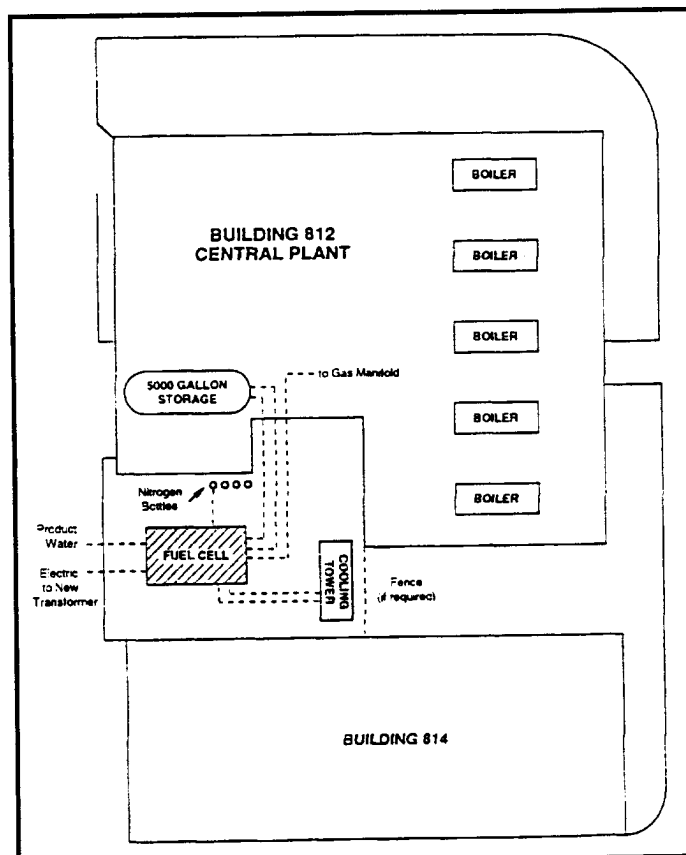 BOILER
BUILDING 812
CENTRAL PLANT
BOILER
BOILER
to Gas Manifold
5000 GALLON
STORAGE
BOILER
Nitrogen
Bottles
BOILER
Product
Water
FUEL CELL
COOLING
TOWER
Electric
to New
Transformer
Fence
(if required)
BUILDING 814